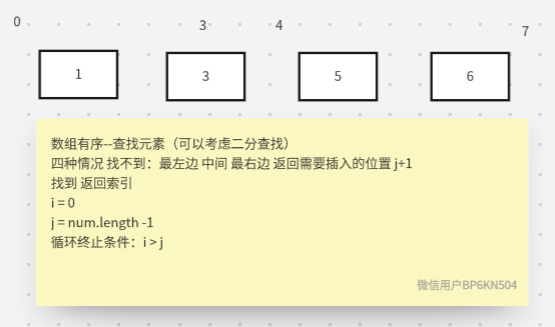 0 3 4 7
1 3 5 6
数组有序--查找元素（可以考虑二分查找）
四种情况 找不到：最左边 中间 最右边 返回需要插入的位置 j+1
找到 返回索引
i = 0
j = num.length -1
循环终止条件：i > j
微信用户BP6KN504